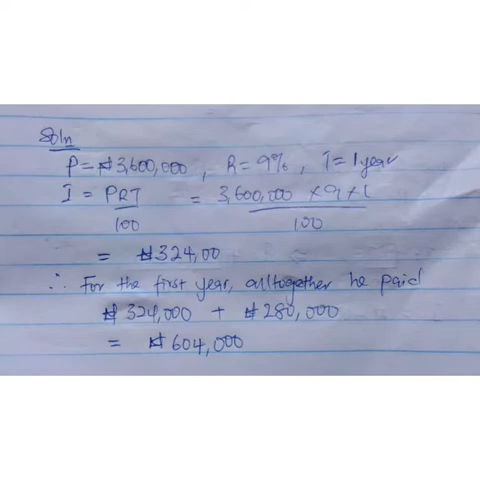 Soln
P = ₦3,600,000, R = 9%, T = 1 year
I = PRT = 3,600,000 × 9 × 1
100 100
= ₦324,00
∴ For the first year, alltogether he paid
₦324,000 + ₦280,000
= ₦604,000